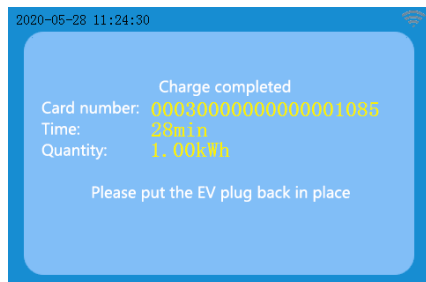 2020-05-28 11:24:30
Charge completed
Card number: 00030000000000001085
Time: 28min
Quantity: 1.00kWh
Please put the EV plug back in place